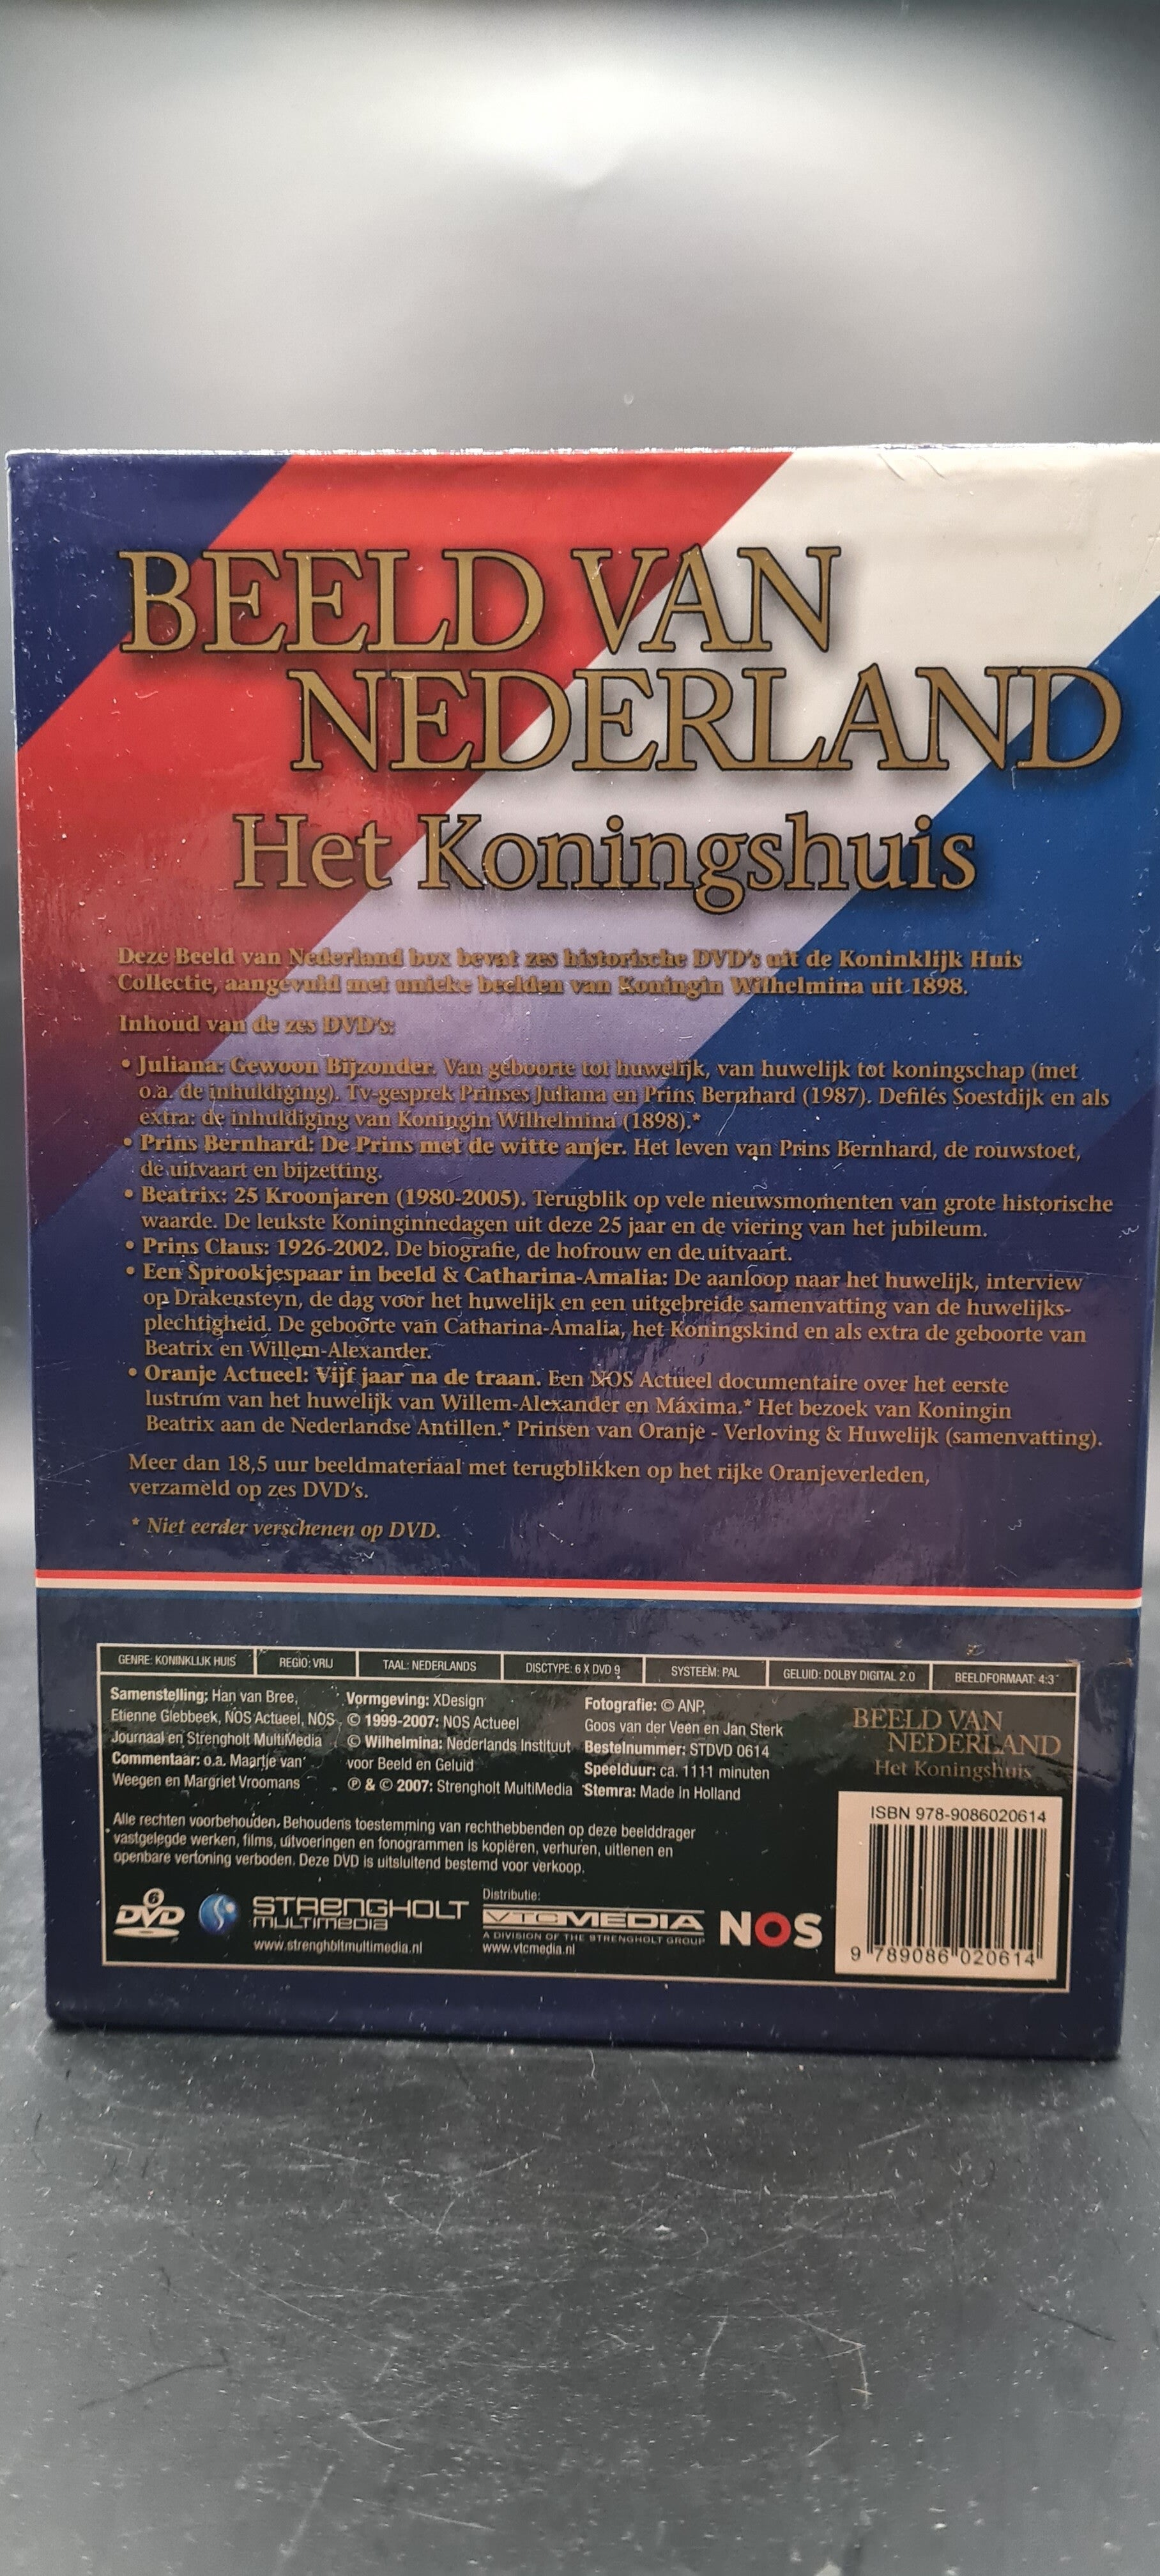 BEELD VAN
NEDERLAND
Het Koningshuis
Deze Beeld van Nederland box bevat zes historische DVD's uit de Koninklijk Huis
Collectie, aangevuld met unieke beelden van Koningin Wilhelmina uit 1898.
Inhoud van de zes DVD's:
• Juliana: Gewoon Bijzonder. Van geboorte tot huwelijk, van huwelijk tot koningschap (met
o.a. de inhuldiging). Tv-gesprek Prinses Juliana en Prins Bernhard (1987). Defilés Soestdijk en als
extra: de inhuldiging van Koningin Wilhelmina (1898).*
• Prins Bernhard: De Prins met de witte anjer. Het leven van Prins Bernhard, de rouwstoet,
de uitvaart en bijzetting.
• Beatrix: 25 Kroonjaren (1980-2005). Terugblik op vele nieuwsmomenten van grote historische
waarde. De leukste Koninginnedagen uit deze 25 jaar en de viering van het jubileum.
• Prins Claus: 1926-2002. De biografie, de hofrouw en de uitvaart.
• Een Sprookjespaar in beeld & Catharina-Amalia: De aanloop naar het huwelijk, interview
op Drakensteyn, de dag voor het huwelijk en een uitgebreide samenvatting van de huwelijks-
plechtigheid. De geboorte van Catharina-Amalia, het Koningskind en als extra de geboorte van
Beatrix en Willem-Alexander.
• Oranje Actueel: Vijf jaar na de traan. Een NOS Actueel documentaire over het eerste
lustrum van het huwelijk van Willem-Alexander en Máxima.* Het bezoek van Koningin
Beatrix aan de Nederlandse Antillen.* Prinsen van Oranje - Verloving & Huwelijk (samenvatting).
Meer dan 18,5 uur beeldmateriaal met terugblikken op het rijke Oranjeverleden,
verzameld op zes DVD's.
* Niet eerder verschenen op DVD.
GENRE: KONINKLIJK HUIS REGIO: VRIJ TAAL: NEDERLANDS DISCTYPE: 6 X DVD 9 SYSTEEM: PAL GELUID: DOLBY DIGITAL 2.0 BEELDFORMAAT: 4:3
Samenstelling: Han van Bree,
Etienne Glebbeek, NOS Actueel, NOS
Journaal en Strengholt MultiMedia
Commentaar: o.a. Maartje van
Weegen en Margriet Vroomans
Vormgeving: XDesign
© 1999-2007: NOS Actueel
© Wilhelmina: Nederlands Instituut
voor Beeld en Geluid
℗ & © 2007: Strengholt MultiMedia
Fotografie: © ANP,
Goos van der Veen en Jan Sterk
Bestelnummer: STDVD 0614
Speelduur: ca. 1111 minuten
Stemra: Made in Holland
BEELD VAN
NEDERLAND
Het Koningshuis
Alle rechten voorbehouden. Behoudens toestemming van rechthebbenden op deze beelddrager
vastgelegde werken, films, uitvoeringen en fonogrammen is kopiëren, verhuren, uitlenen en
openbare vertoning verboden. Deze DVD is uitsluitend bestemd voor verkoop.
6
DVD
STRENGHOLT
MULTIMEDIA
www.strengholtmultimedia.nl
Distributie:
VTCMEDIA
A DIVISION OF THE STRENGHOLT GROUP
www.vtcmedia.nl
NOS
ISBN 978-9086020614
9 789086 020614